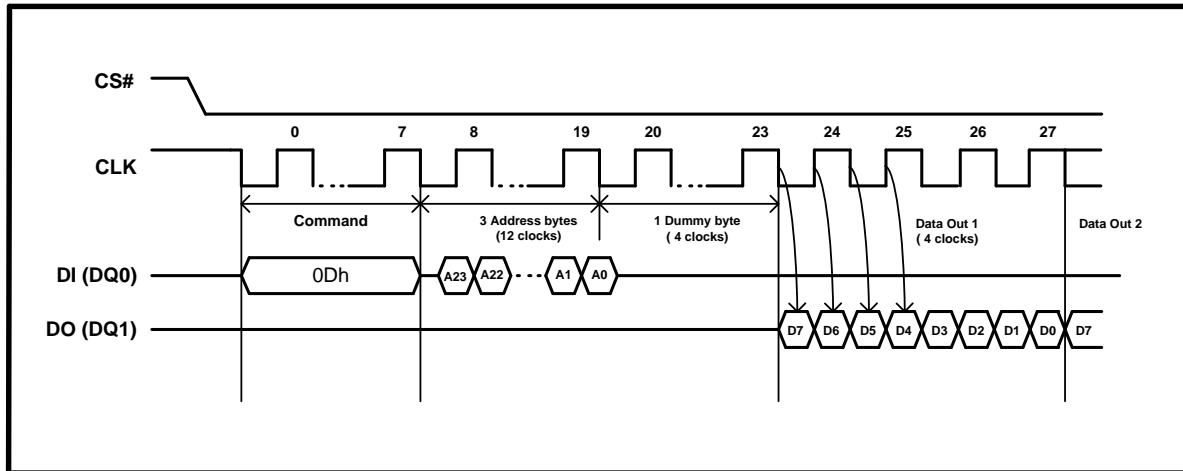 CS#
0 7 8 19 20 23 24 25 26 27
CLK
Command 3 Address bytes 1 Dummy byte Data Out 1 Data Out 2
(12 clocks) ( 4 clocks) ( 4 clocks)
DI (DQ0) 0Dh A23 A22 A1 A0
DO (DQ1) D7 D6 D5 D4 D3 D2 D1 D0 D7